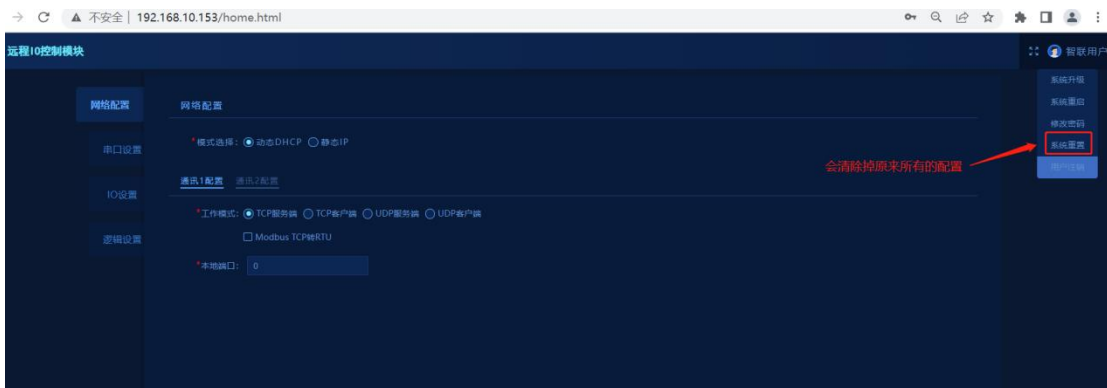 不安全 | 192.168.10.153/home.html
远程IO控制模块
智联用户
系统升级
系统重启
修改密码
系统重置
用户注销
网络配置
串口设置
IO设置
逻辑设置
网络配置
*模式选择: 动态DHCP 静态IP
会清除掉原来所有的配置
通讯1配置 通讯2配置
*工作模式: TCP服务端 TCP客户端 UDP服务端 UDP客户端
Modbus TCP转RTU
*本地端口: 0